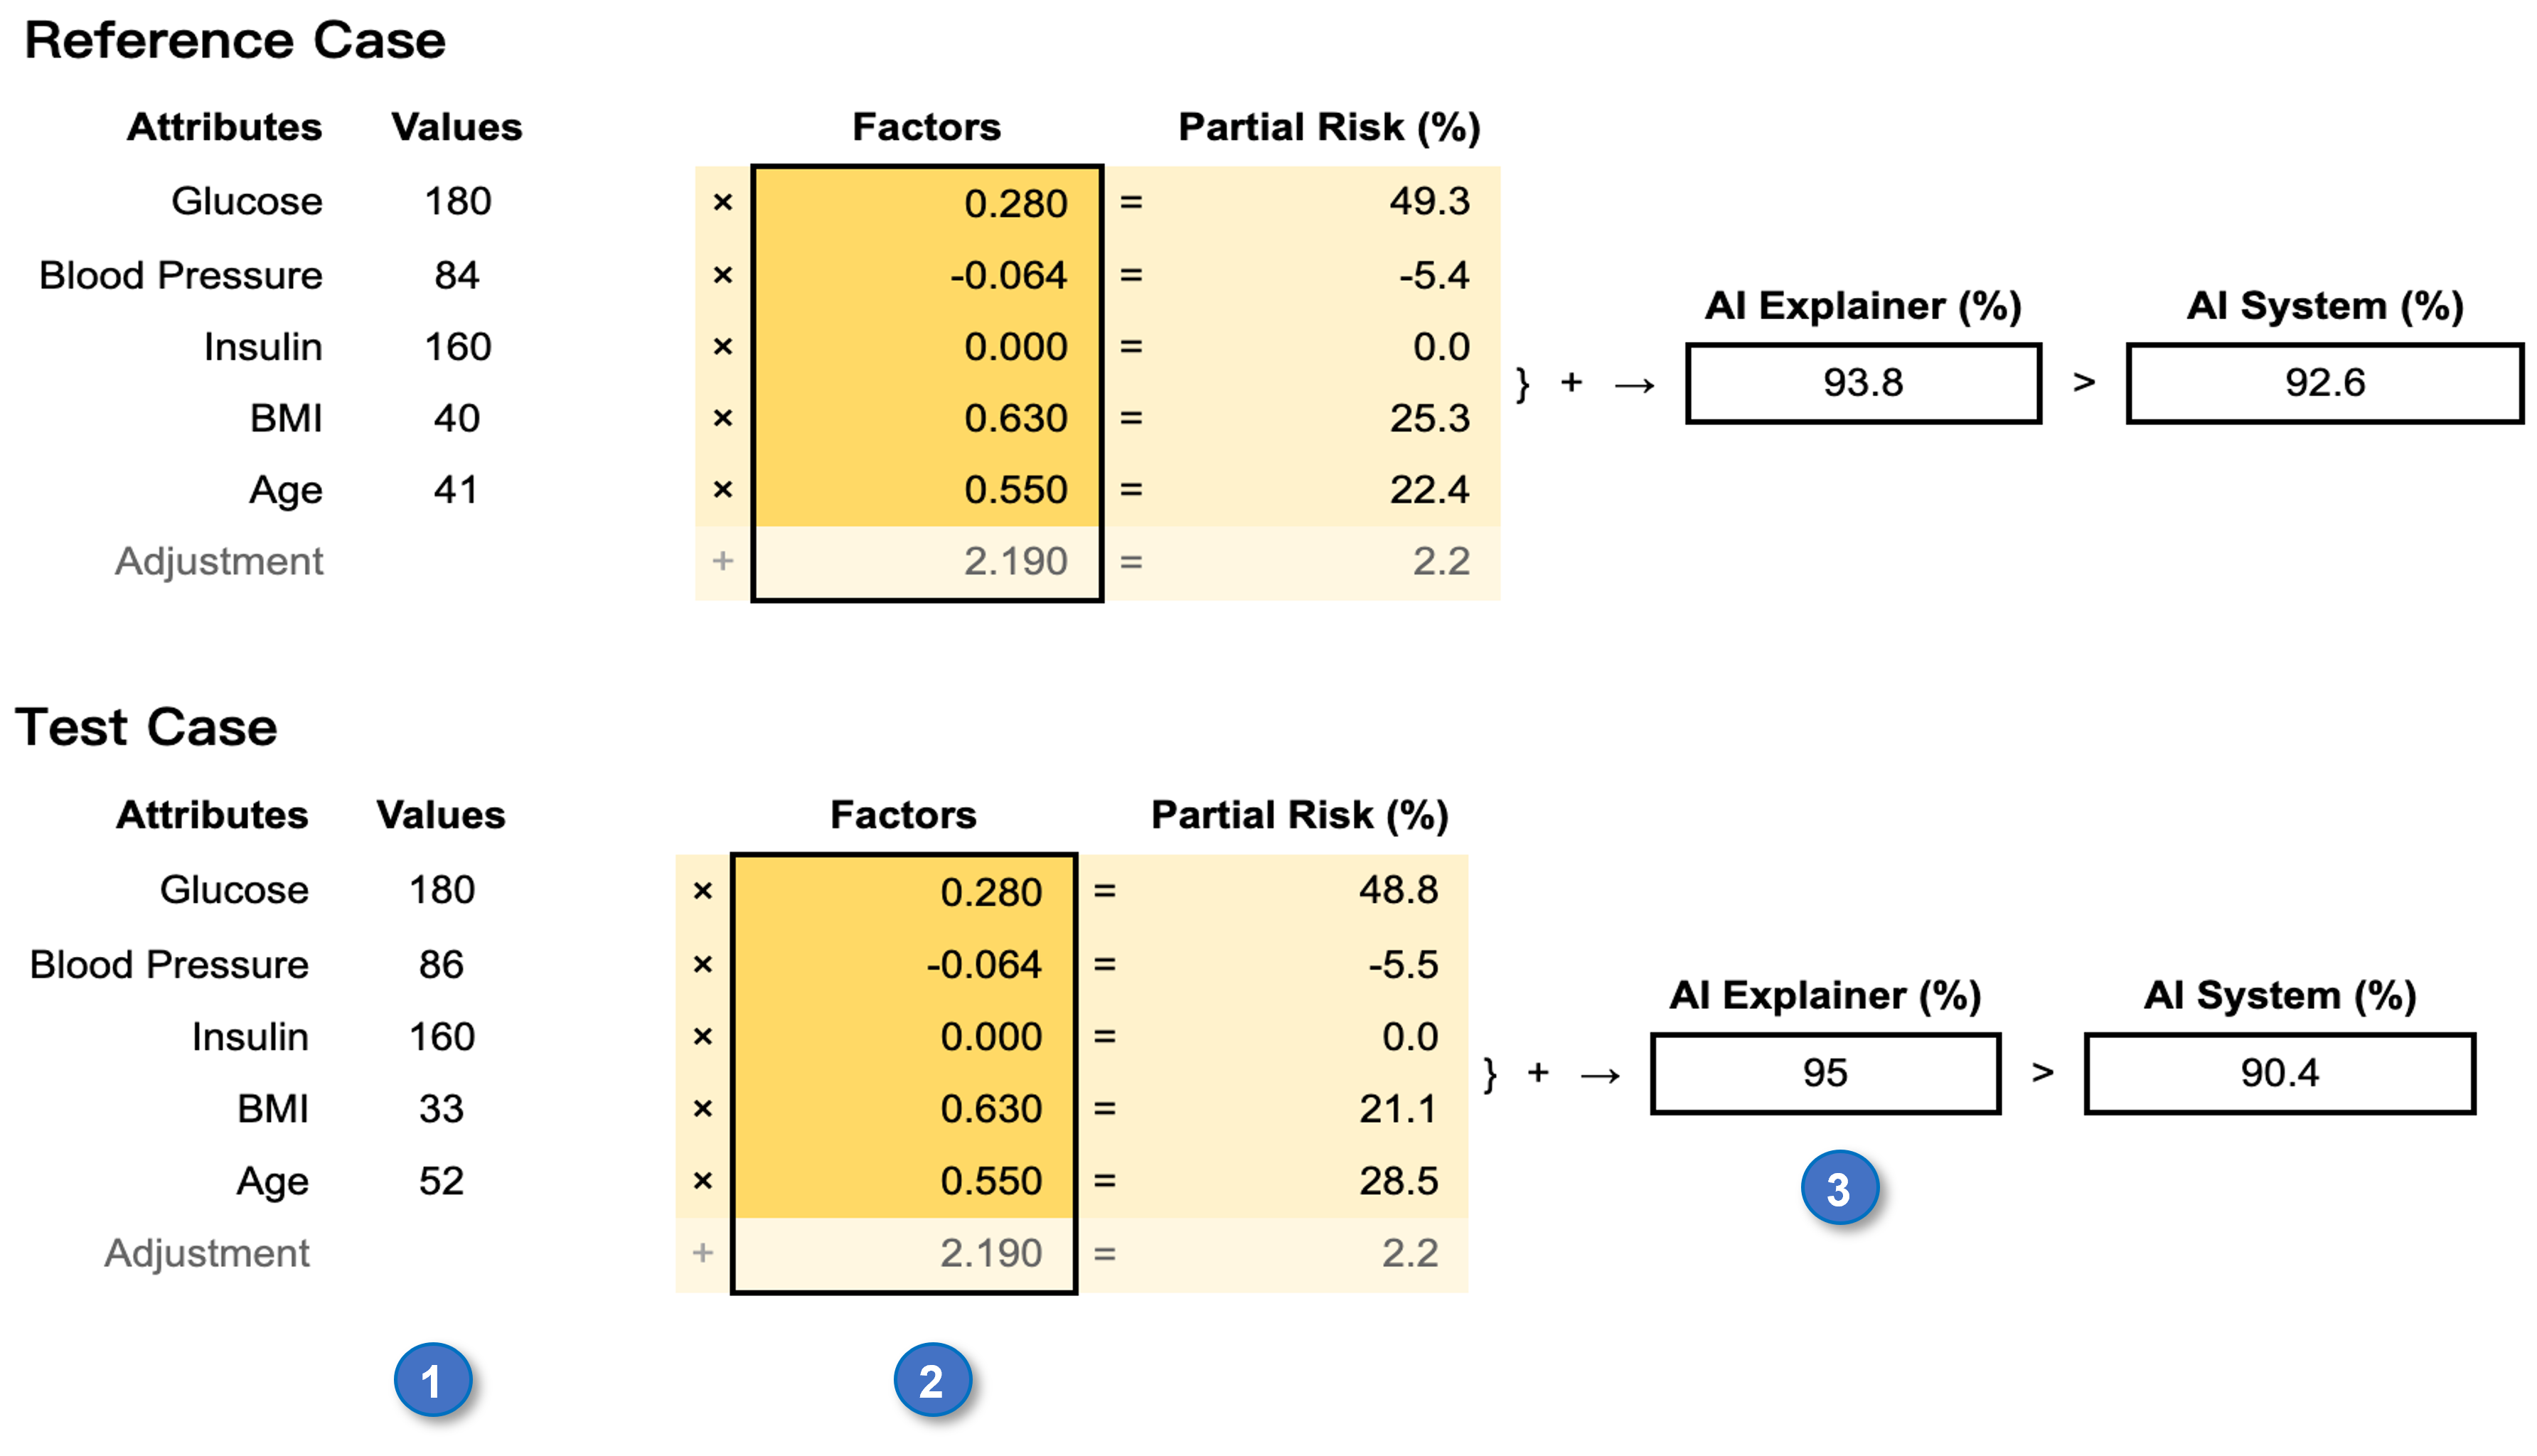 Reference Case
Attributes Values Factors Partial Risk (%)
Glucose 180 × 0.280 = 49.3
Blood Pressure 84 × -0.064 = -5.4
Insulin 160 × 0.000 = 0.0
BMI 40 × 0.630 = 25.3
Age 41 × 0.550 = 22.4
Adjustment + 2.190 = 2.2
AI Explainer (%) AI System (%)
} + → 93.8 > 92.6
Test Case
Attributes Values Factors Partial Risk (%)
Glucose 180 × 0.280 = 48.8
Blood Pressure 86 × -0.064 = -5.5
Insulin 160 × 0.000 = 0.0
BMI 33 × 0.630 = 21.1
Age 52 × 0.550 = 28.5
Adjustment + 2.190 = 2.2
AI Explainer (%) AI System (%)
} + → 95 > 90.4
3
1 2